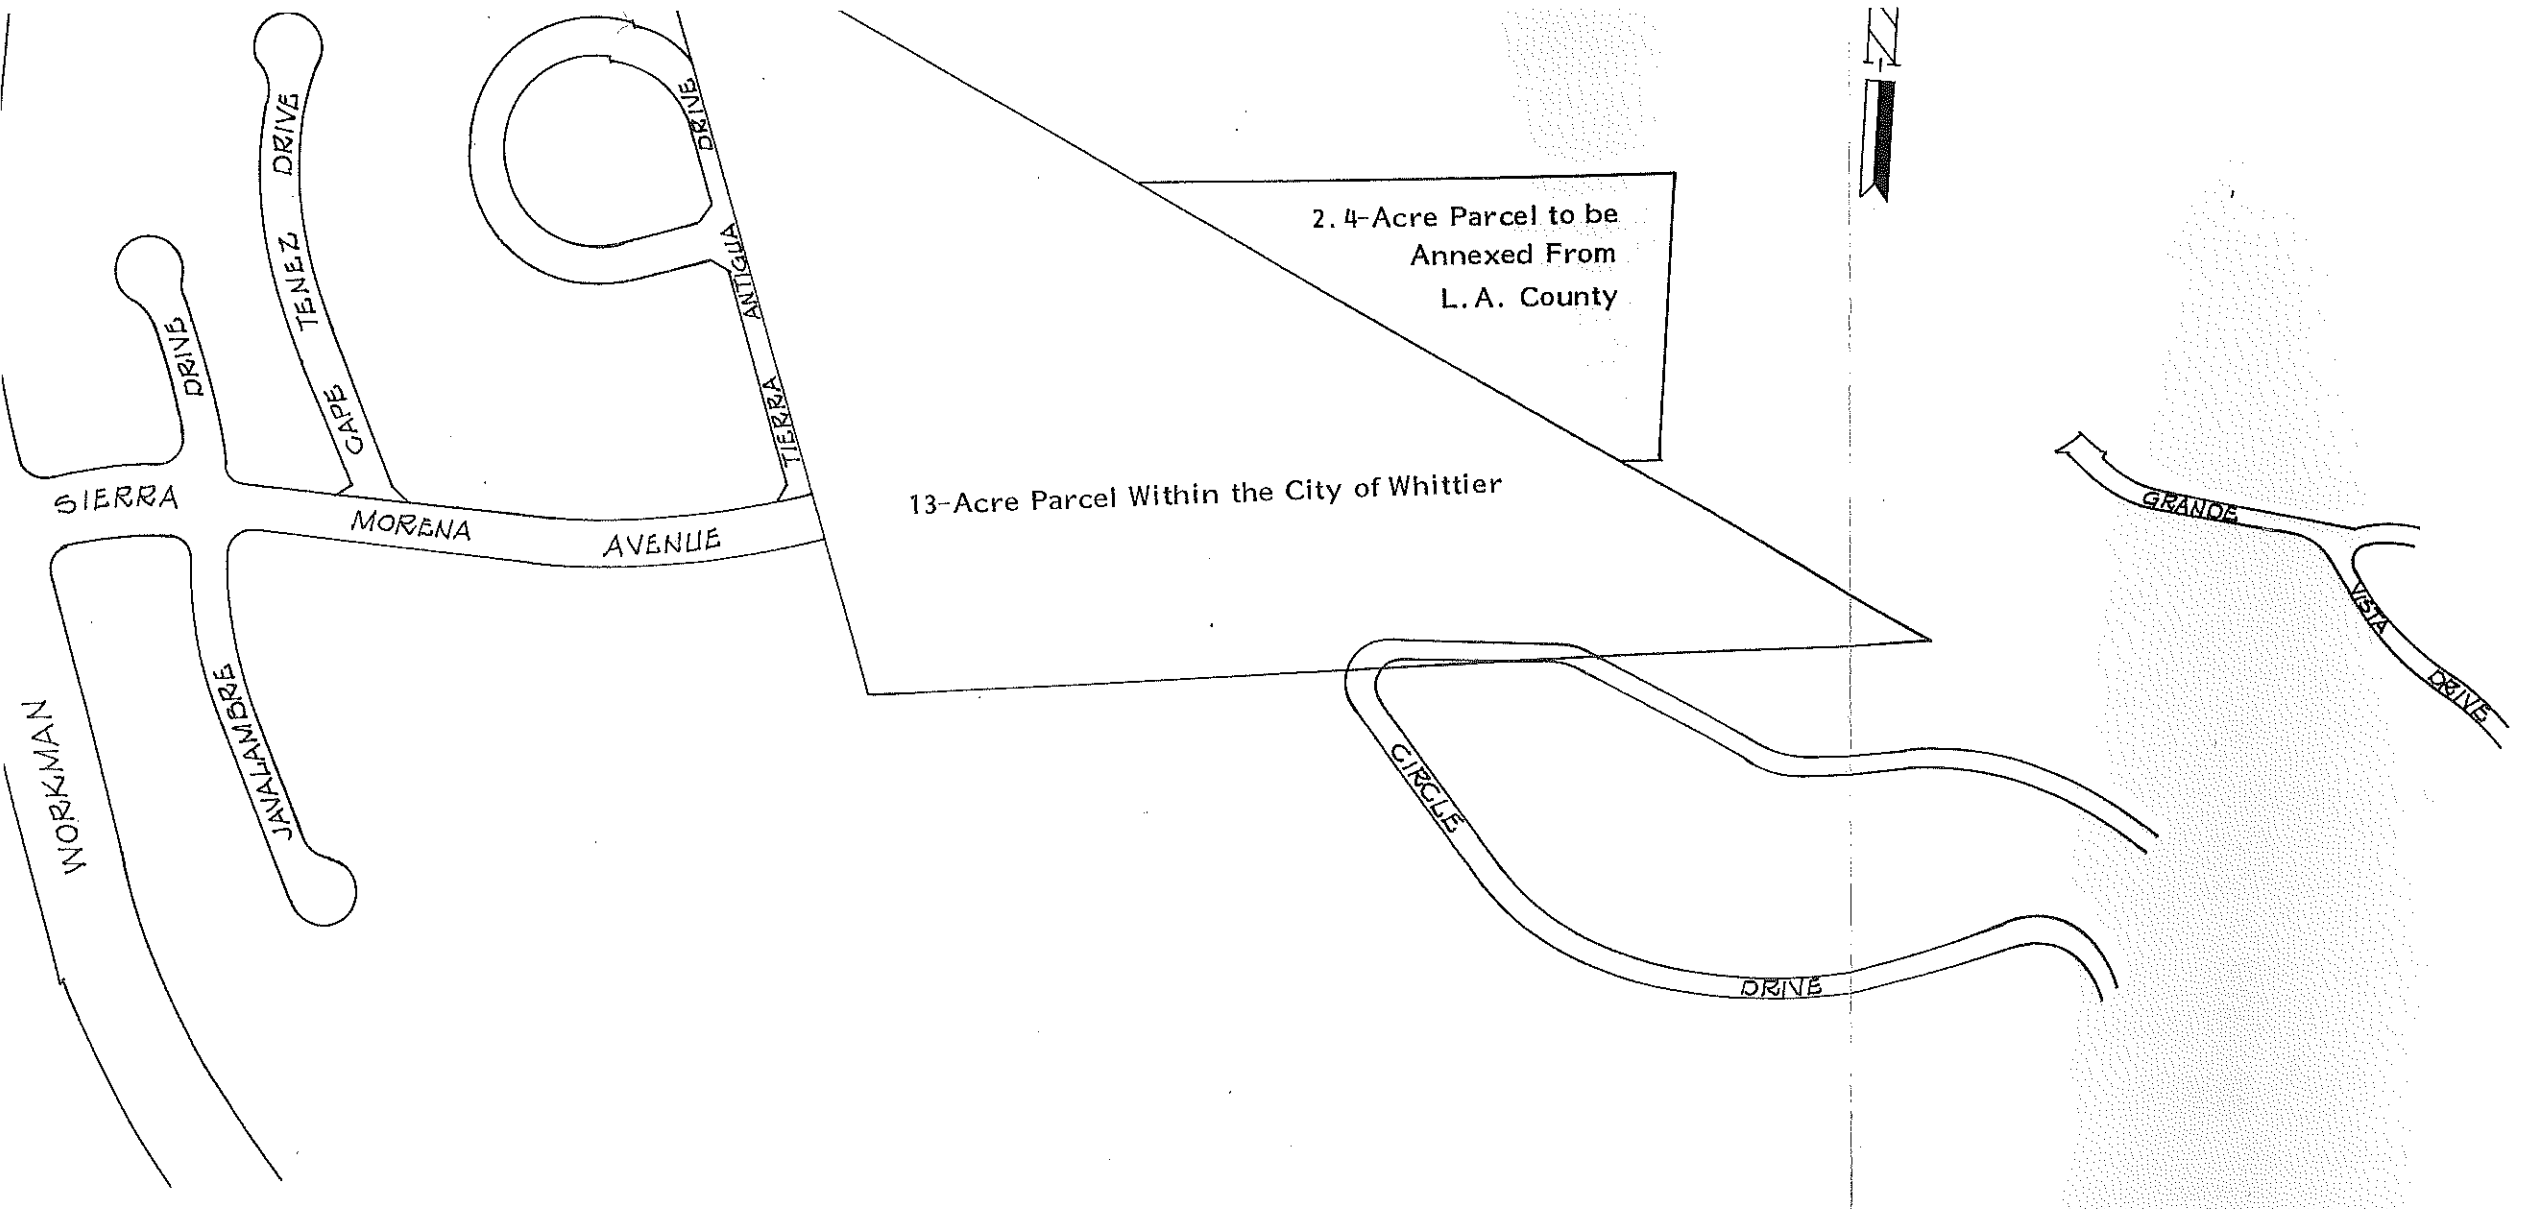 N
DRIVE
TENEZ
CAPE
DRIVE
DRIVE
ANTIGUA
TIERRA
2.4-Acre Parcel to be
Annexed From
L.A. County
13-Acre Parcel Within the City of Whittier
SIERRA
MORENA
AVENUE
GRANDE
VISTA
DRIVE
WORKMAN
JAVALAMBRE
CIRCLE
DRIVE